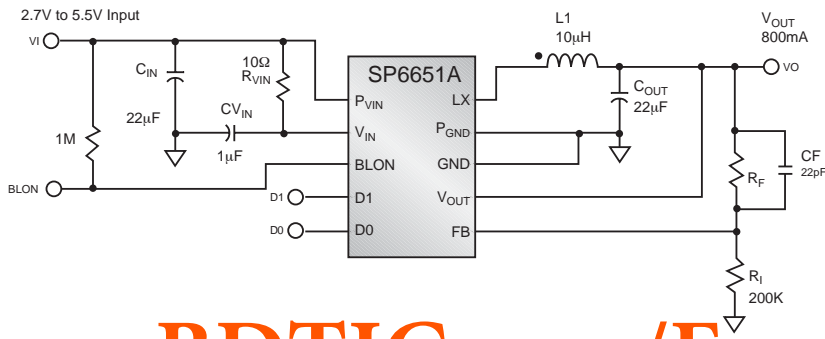 2.7V to 5.5V Input
VI
CIN
22μF
10Ω
RVIN
CVIN
1μF
1M
BLON
D1
D0
SP6651A
PVIN
VIN
BLON
D1
D0
LX
PGND
GND
VOUT
FB
L1
10μH
COUT
22μF
VOUT
800mA
VO
RF
CF
22pF
RI
200K